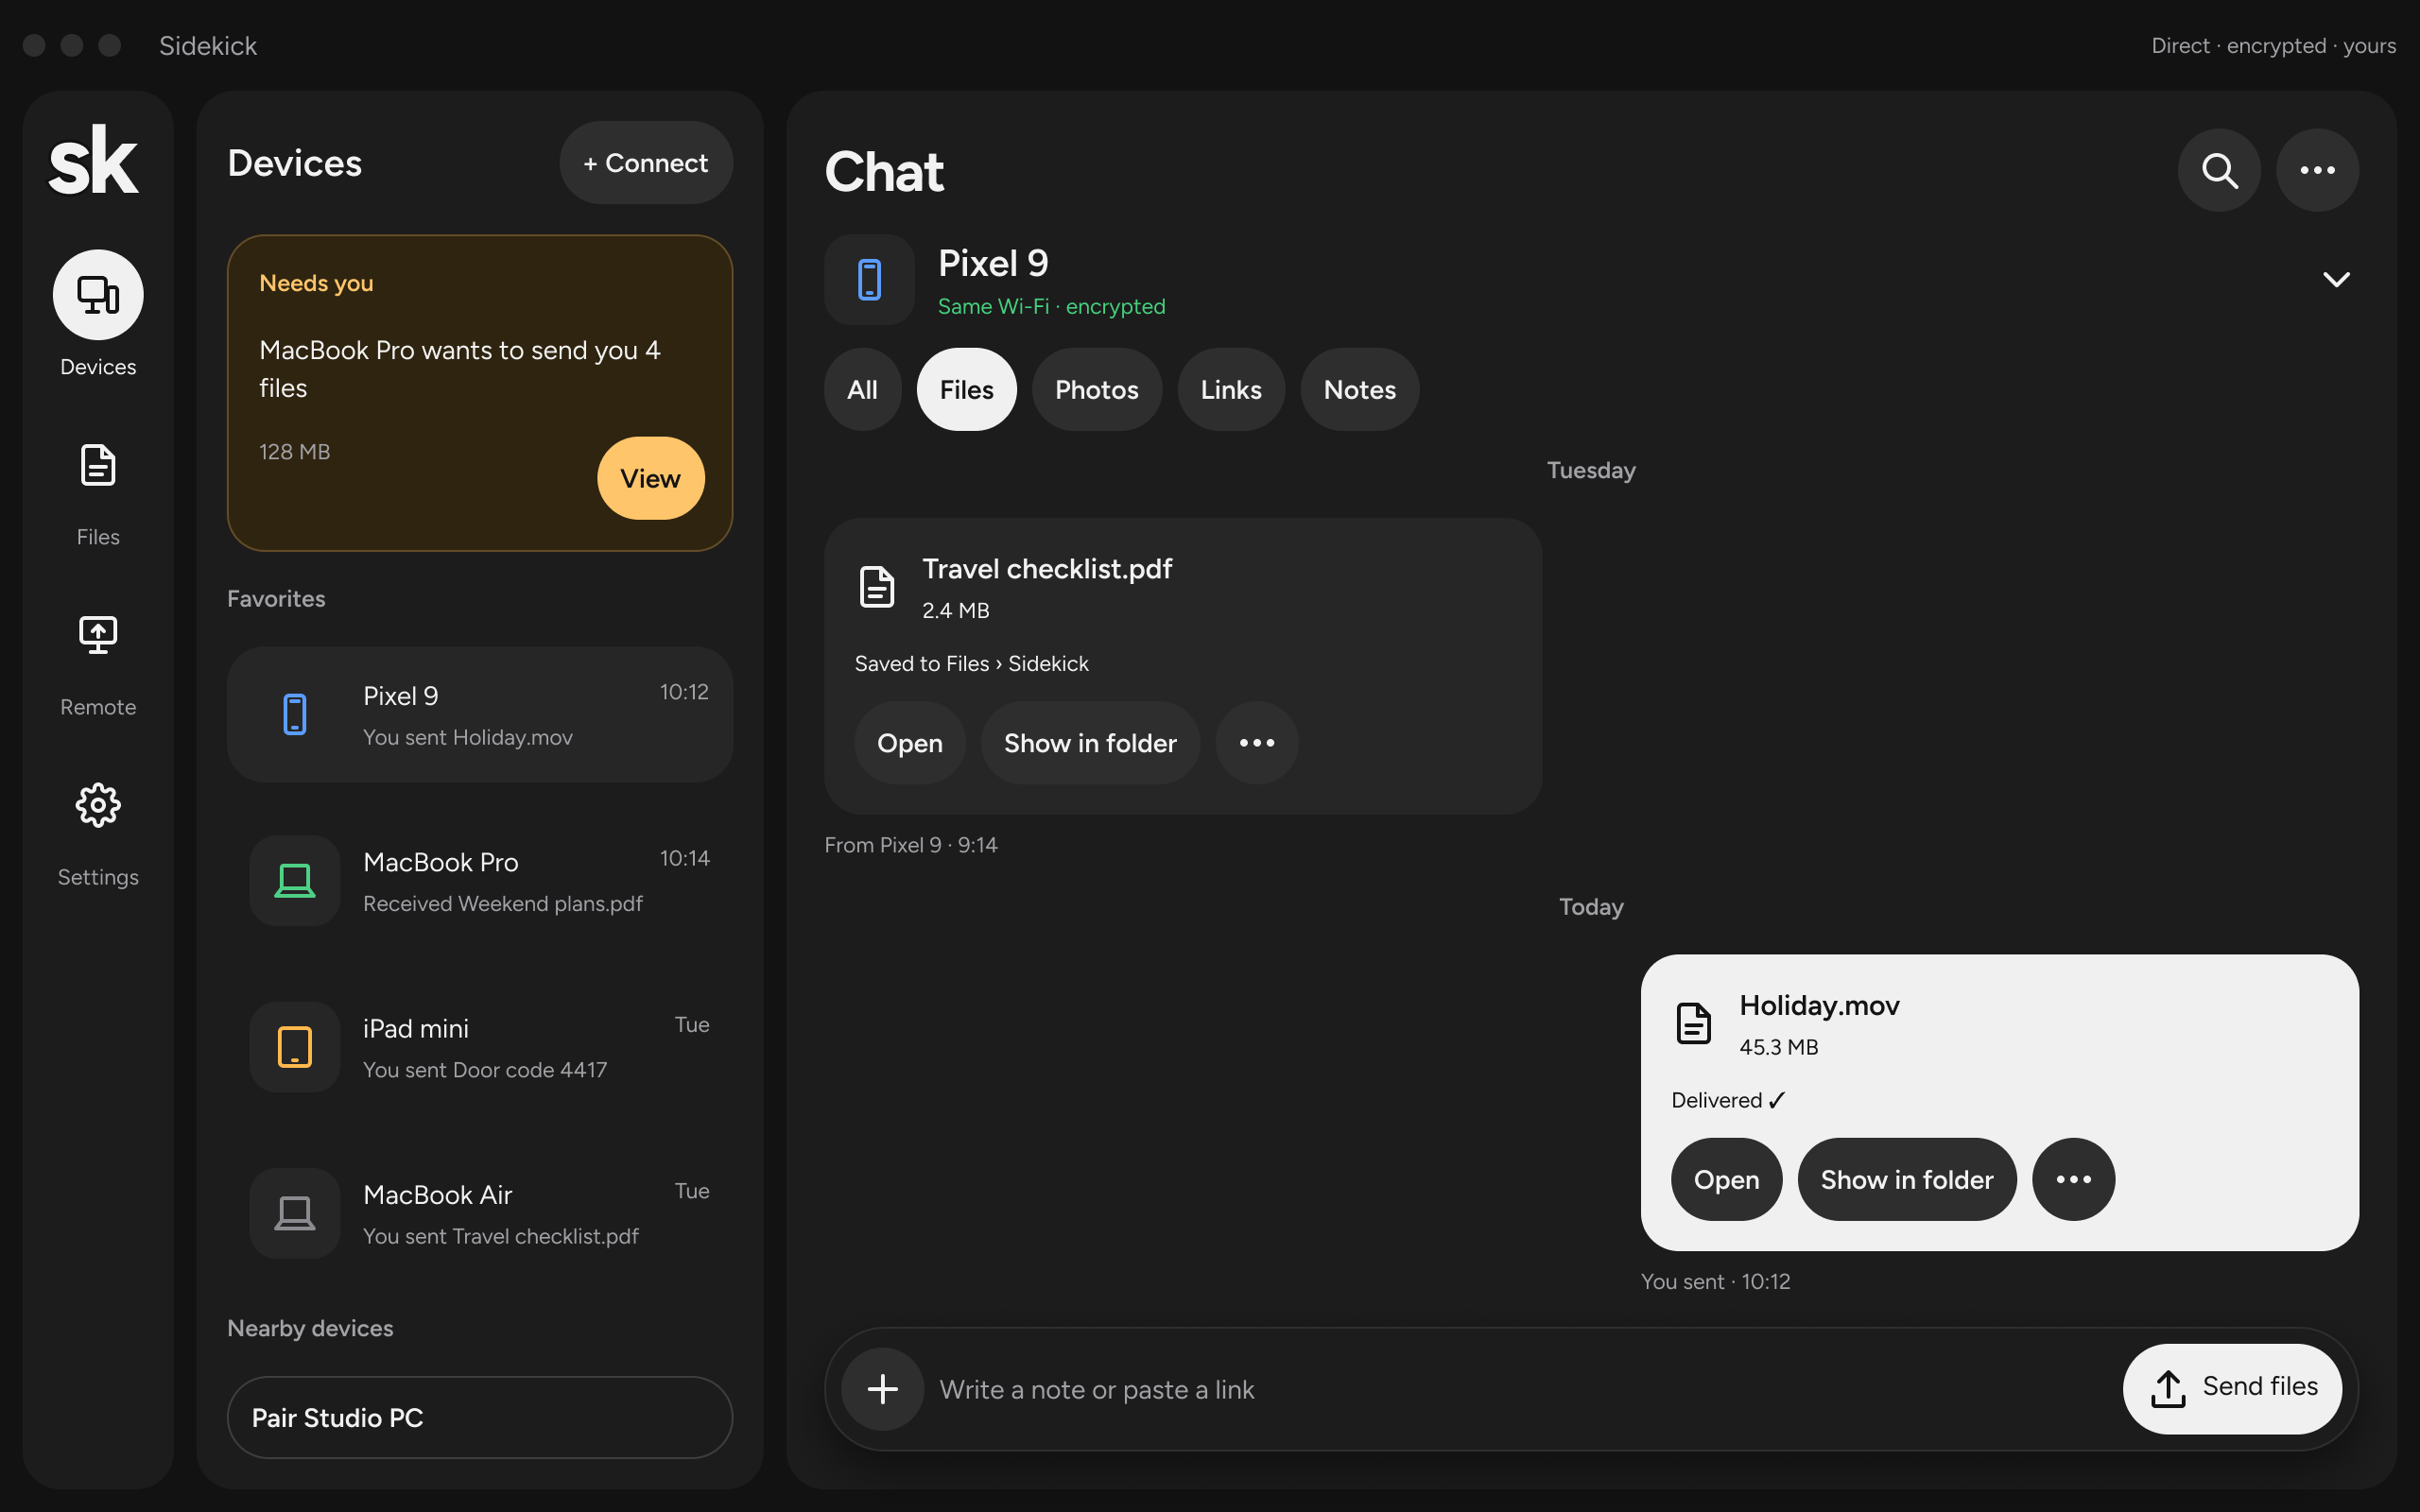 Sidekick
Direct · encrypted · yours
sk
Devices
Files
Remote
Settings
Devices
+ Connect
Needs you
MacBook Pro wants to send you 4
files
128 MB
View
Favorites
Pixel 9
10:12
You sent Holiday.mov
MacBook Pro
10:14
Received Weekend plans.pdf
iPad mini
Tue
You sent Door code 4417
MacBook Air
Tue
You sent Travel checklist.pdf
Nearby devices
Pair Studio PC
Chat
Pixel 9
Same Wi-Fi · encrypted
All
Files
Photos
Links
Notes
Tuesday
Travel checklist.pdf
2.4 MB
Saved to Files › Sidekick
Open
Show in folder
From Pixel 9 · 9:14
Today
Holiday.mov
45.3 MB
Delivered ✓
Open
Show in folder
You sent · 10:12
Write a note or paste a link
Send files